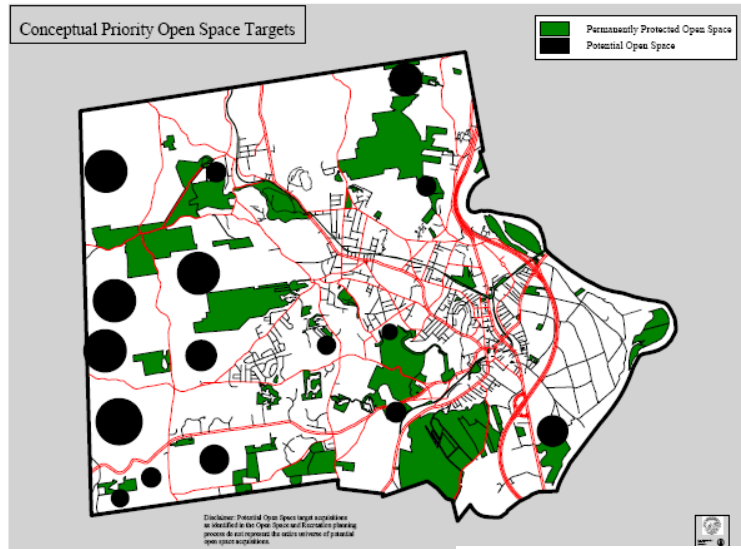 Conceptual Priority Open Space Targets
Permanently Protected Open Space
Potential Open Space
Disclaimer: Potential Open Space target acquisitions
as identified in the Open Space and Recreation planning
process do not represent the entire universe of potential
open space acquisitions.